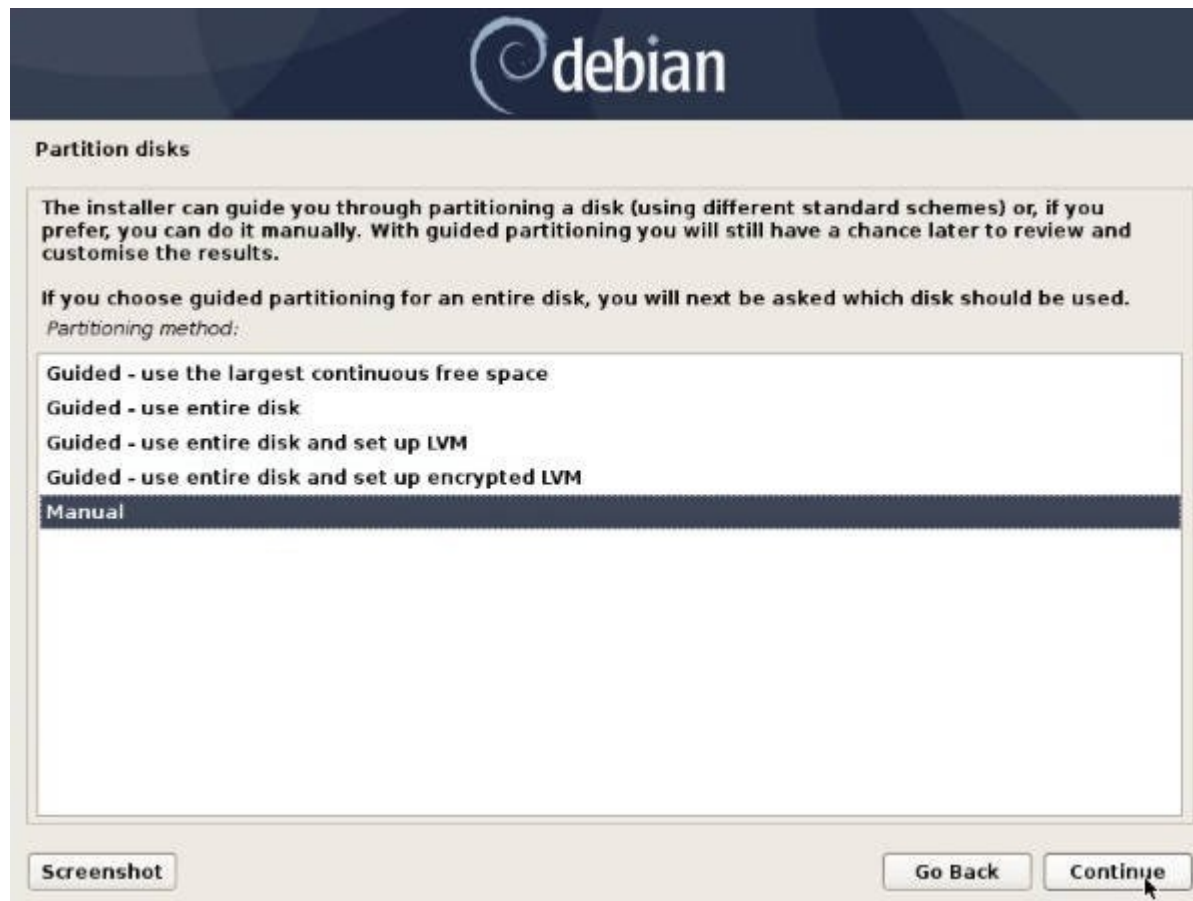 debian
Partition disks
The installer can guide you through partitioning a disk (using different standard schemes) or, if you
prefer, you can do it manually. With guided partitioning you will still have a chance later to review and
customise the results.
If you choose guided partitioning for an entire disk, you will next be asked which disk should be used.
Partitioning method:
Guided - use the largest continuous free space
Guided - use entire disk
Guided - use entire disk and set up LVM
Guided - use entire disk and set up encrypted LVM
Manual
Screenshot
Go Back
Continue